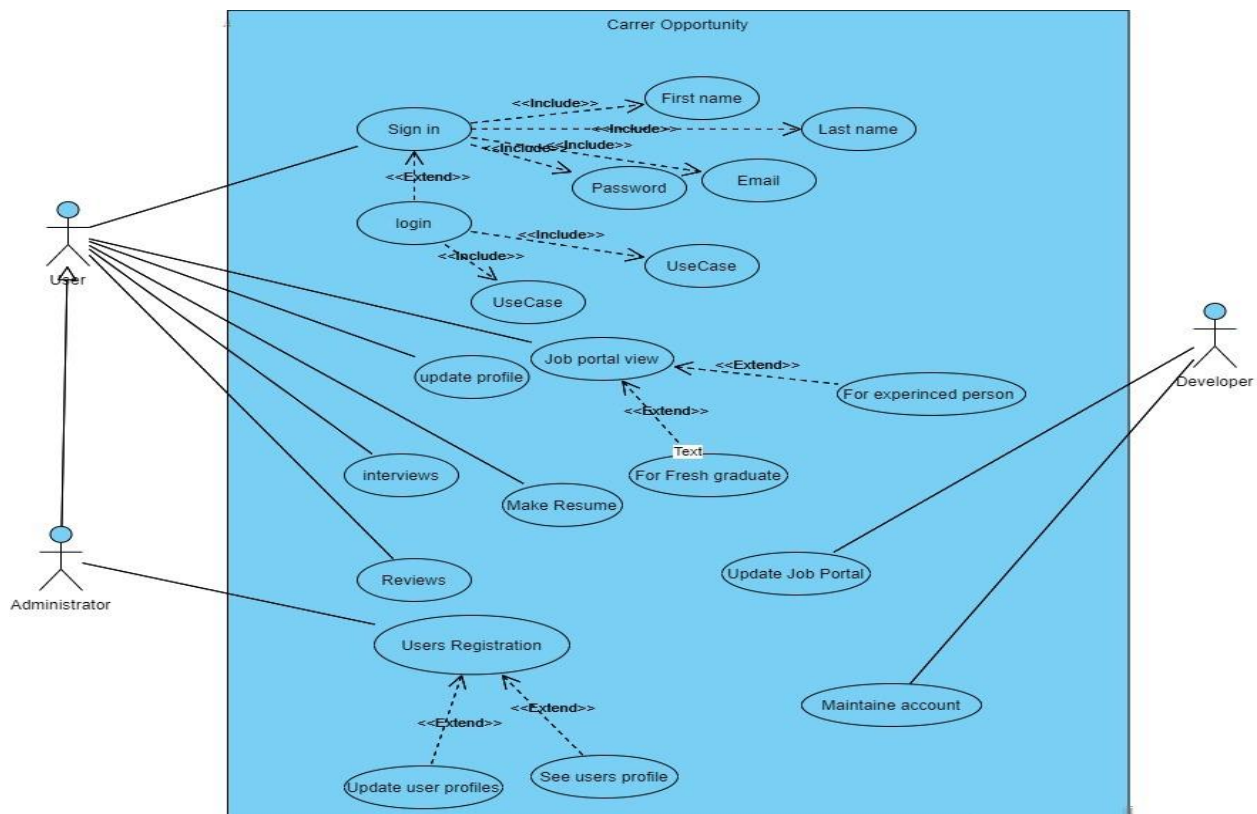 Carrer Opportunity
<<Include>>
First name
Sign in
<<Include>>
Last name
<<Include>>
<<Include>>
Password
Email
<<Extend>>
login
<<Include>>
<<Include>>
UseCase
UseCase
User
Job portal view
<<Extend>>
update profile
For experinced person
Developer
<<Extend>>
Text
interviews
For Fresh graduate
Make Resume
Reviews
Update Job Portal
Administrator
Users Registration
Maintaine account
<<Extend>>
<<Extend>>
See users profile
Update user profiles